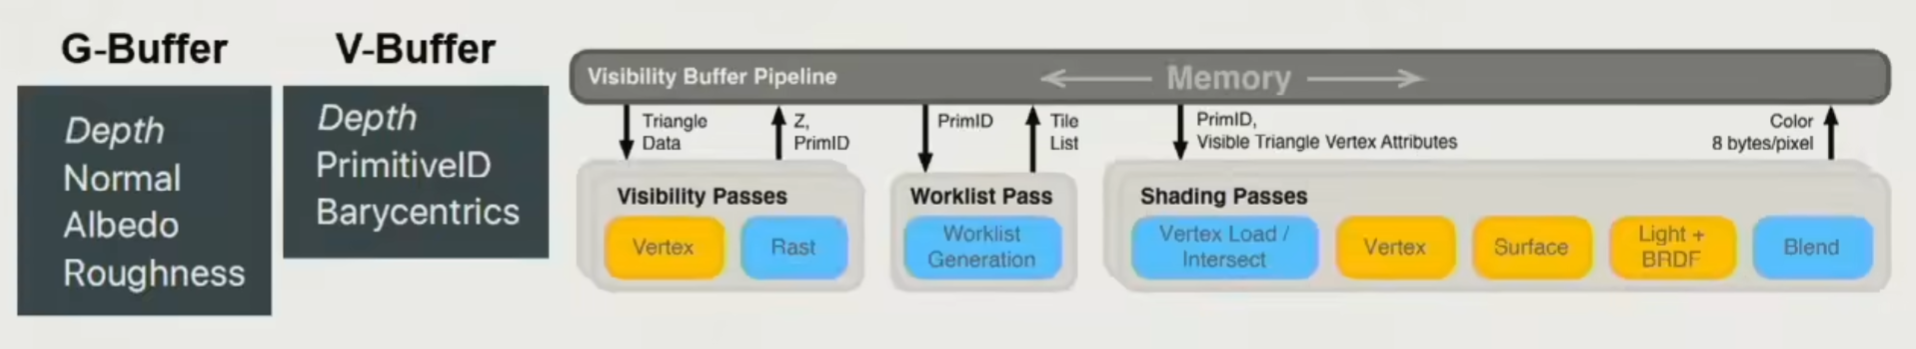 G-Buffer
Depth
Normal
Albedo
Roughness
V-Buffer
Depth
PrimitiveID
Barycentrics
Visibility Buffer Pipeline
Memory
Triangle
Data
Z,
PrimID
PrimID
Tile
List
PrimID,
Visible Triangle Vertex Attributes
Color
8 bytes/pixel
Visibility Passes
Vertex
Rast
Worklist Pass
Worklist
Generation
Shading Passes
Vertex Load /
Intersect
Vertex
Surface
Light +
BRDF
Blend